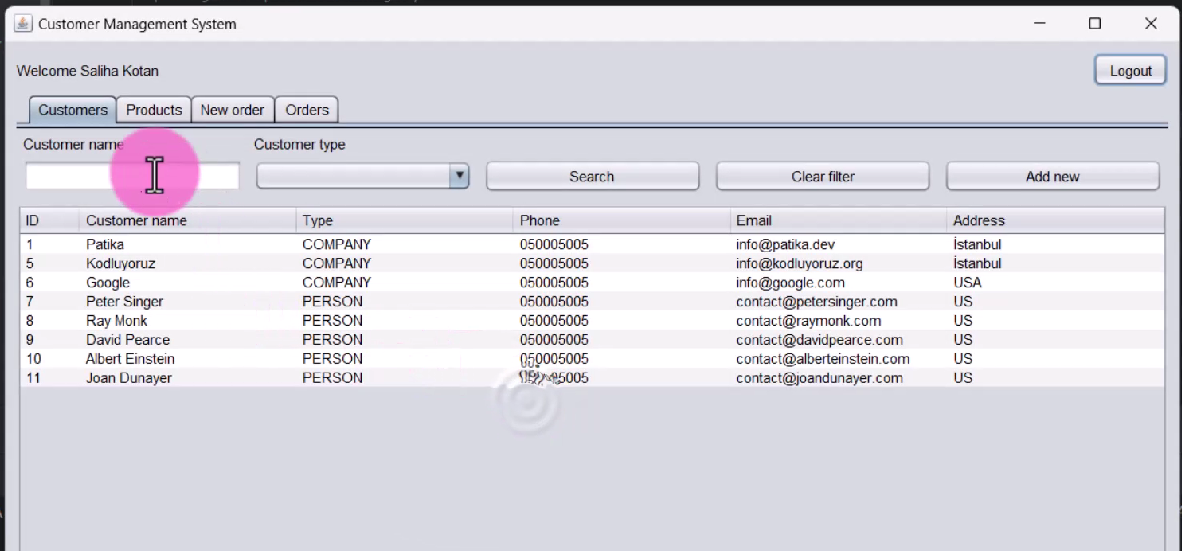 Customer Management System
Welcome Saliha Kotan
Logout
Customers Products New order Orders
Customer name Customer type
Search Clear filter Add new
ID Customer name Type Phone Email Address
1 Patika COMPANY 050005005 info@patika.dev İstanbul
5 Kodluyoruz COMPANY 050005005 info@kodluyoruz.org İstanbul
6 Google COMPANY 050005005 info@google.com USA
7 Peter Singer PERSON 050005005 contact@petersinger.com US
8 Ray Monk PERSON 050005005 contact@raymonk.com US
9 David Pearce PERSON 050005005 contact@davidpearce.com US
10 Albert Einstein PERSON 050005005 contact@alberteinstein.com US
11 Joan Dunayer PERSON contact@joandunayer.com US